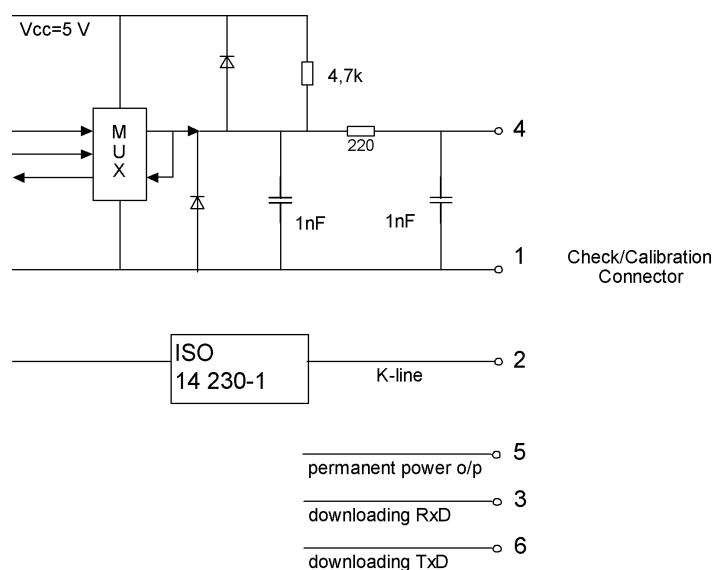 Vcc=5 V
4,7k
M
U
X
220
4
1nF
1nF
1
Check/Calibration
Connector
ISO
14 230-1
K-line
2
permanent power o/p
5
downloading RxD
3
downloading TxD
6